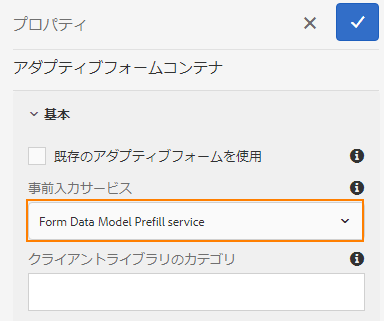 プロパティ
アダプティブフォームコンテナ
基本
既存のアダプティブフォームを使用
事前入力サービス
Form Data Model Prefill service
クライアントライブラリのカテゴリ